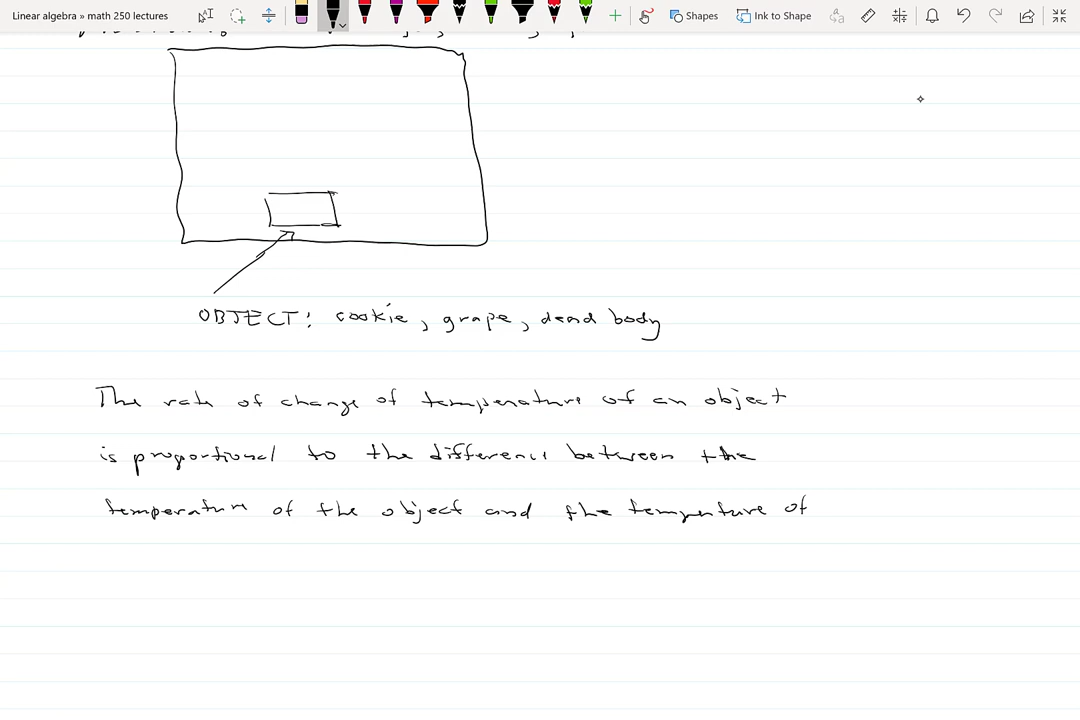 Linear algebra » math 250 lectures
Shapes
Ink to Shape
OBJECT: cookie, grape, dead body
The rate of change of temperature of an object
is proportional to the difference between the
temperature of the object and the temperture of